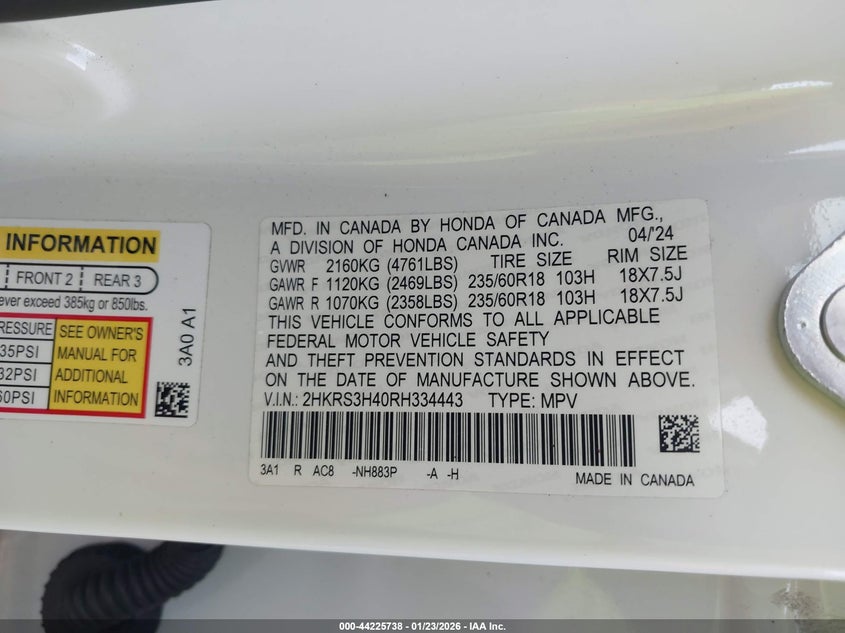 INFORMATION
FRONT 2 REAR 3
ever exceed 385kg or 850lbs.
RESSURE SEE OWNER'S
35PSI MANUAL FOR
32PSI ADDITIONAL
60PSI INFORMATION
3A0 A1
MFD. IN CANADA BY HONDA OF CANADA MFG.,
A DIVISION OF HONDA CANADA INC. 04/'24
GVWR 2160KG (4761LBS) TIRE SIZE RIM SIZE
GAWR F 1120KG (2469LBS) 235/60R18 103H 18X7.5J
GAWR R 1070KG (2358LBS) 235/60R18 103H 18X7.5J
THIS VEHICLE CONFORMS TO ALL APPLICABLE
FEDERAL MOTOR VEHICLE SAFETY
AND THEFT PREVENTION STANDARDS IN EFFECT
ON THE DATE OF MANUFACTURE SHOWN ABOVE.
V.I.N.: 2HKRS3H40RH334443 TYPE: MPV
3A1 R AC8 -NH883P -A -H
MADE IN CANADA
000-44225738 - 01/23/2026 - IAA Inc.